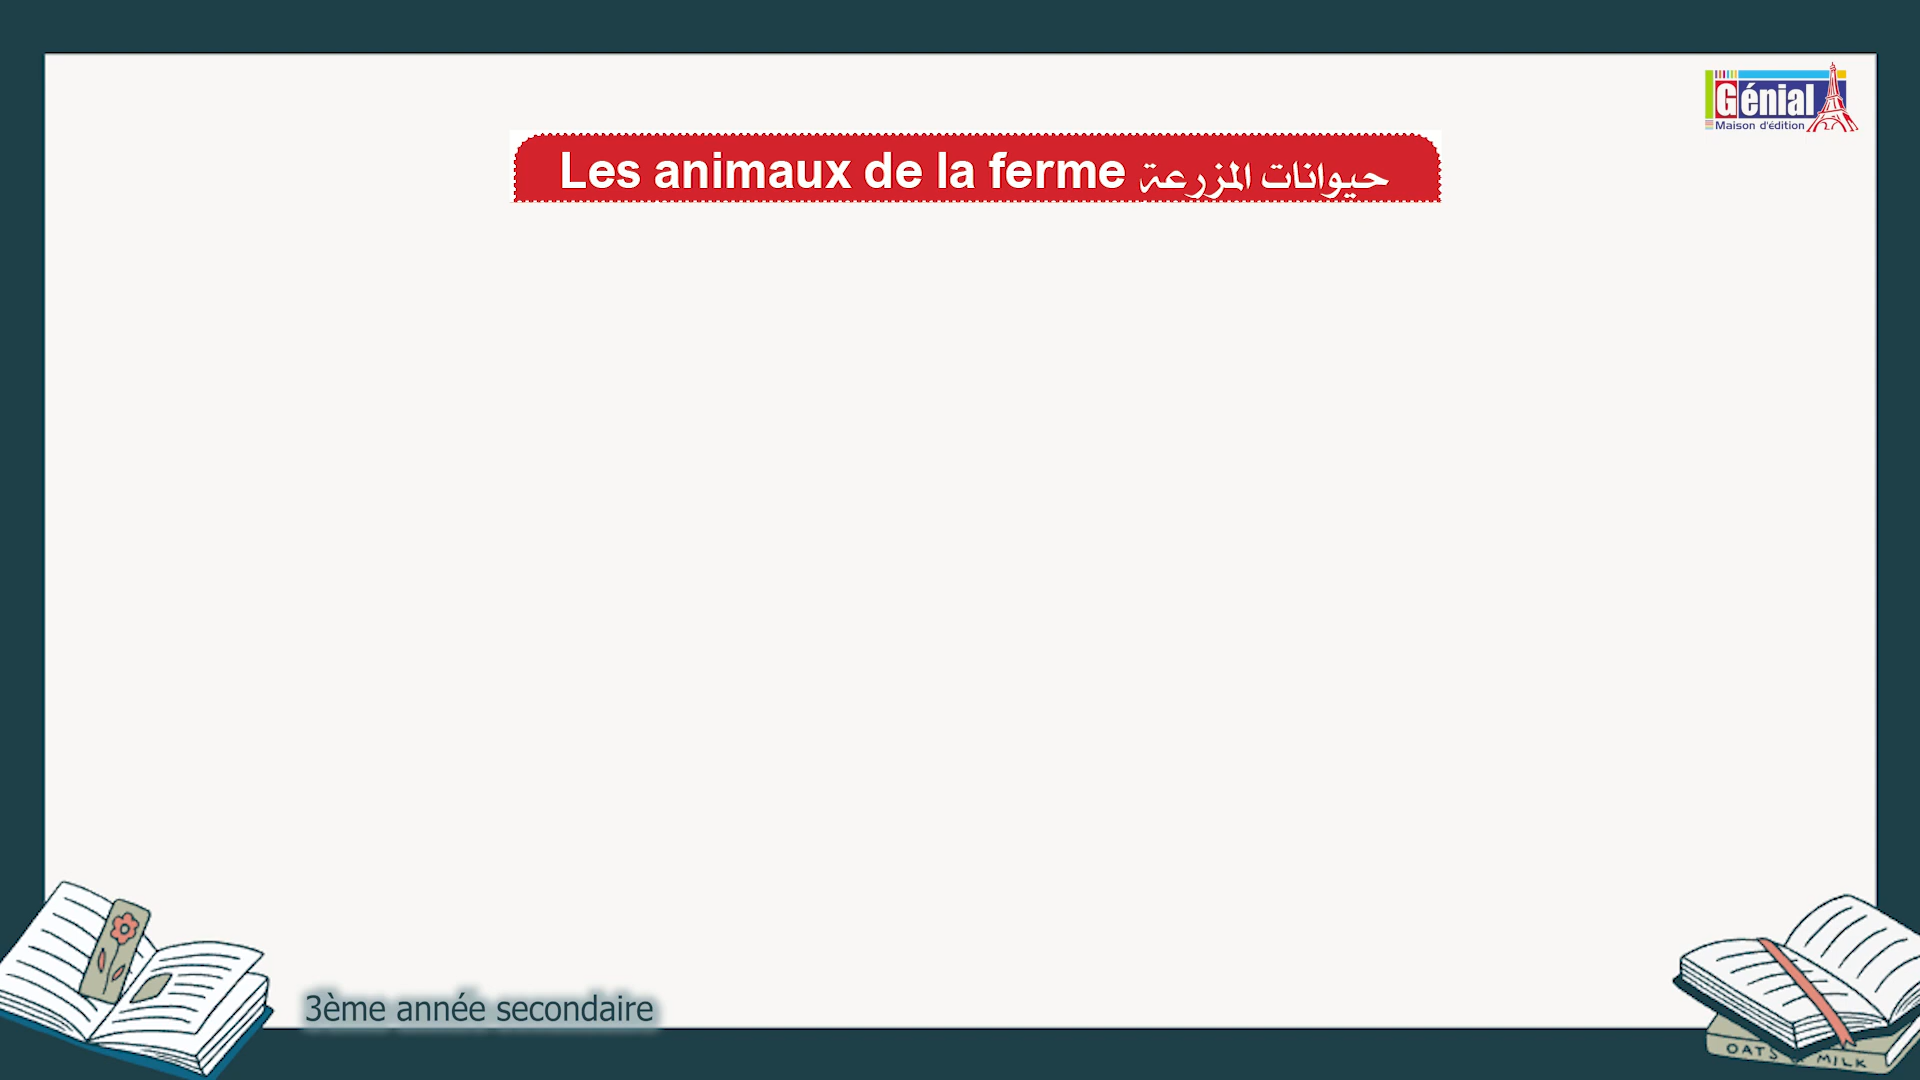 Génial
Maison d'édition
Les animaux de la ferme حيوانات المزرعة
3ème année secondaire
OATS & MILK